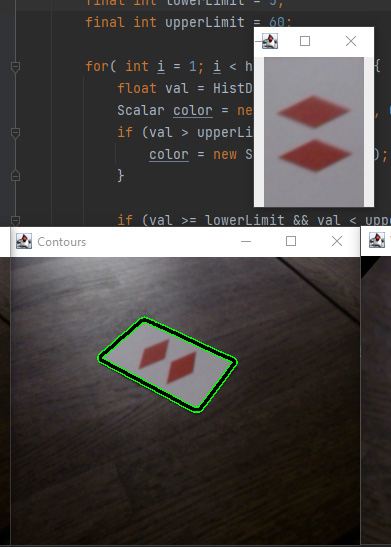 final int lowerLimit = 5;
final int upperLimit = 60;
for( int i = 1; i < h {
float val = HistD
Scalar color = ne
if (val > upperLi
color = new S );
}
if (val >= lowerLimit && val < uppe
Contours